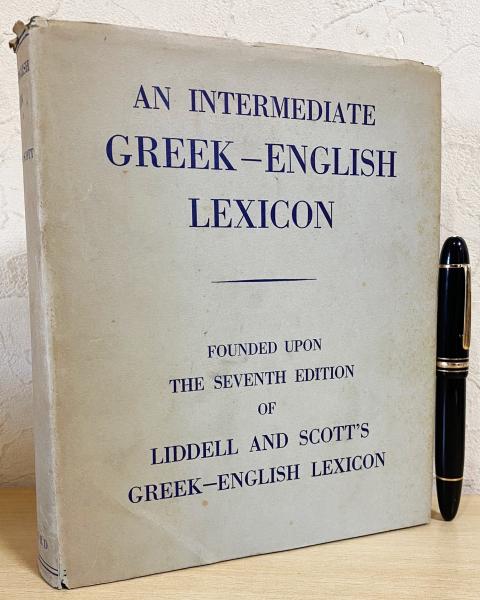 AN INTERMEDIATE
GREEK–ENGLISH
LEXICON
FOUNDED UPON
THE SEVENTH EDITION
OF
LIDDELL AND SCOTT'S
GREEK–ENGLISH LEXICON